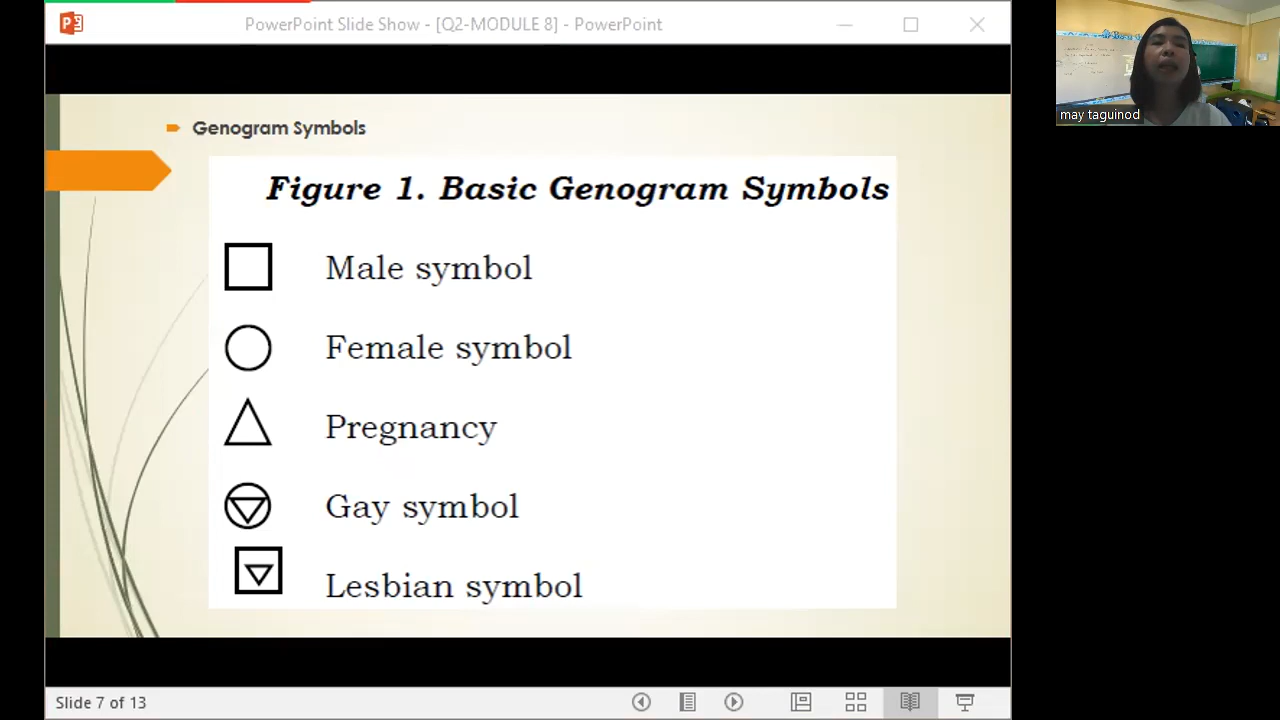 PowerPoint Slide Show - [Q2-MODULE 8] - PowerPoint
Genogram Symbols
Figure 1. Basic Genogram Symbols
Male symbol
Female symbol
Pregnancy
Gay symbol
Lesbian symbol
Slide 7 of 13
may taguinod